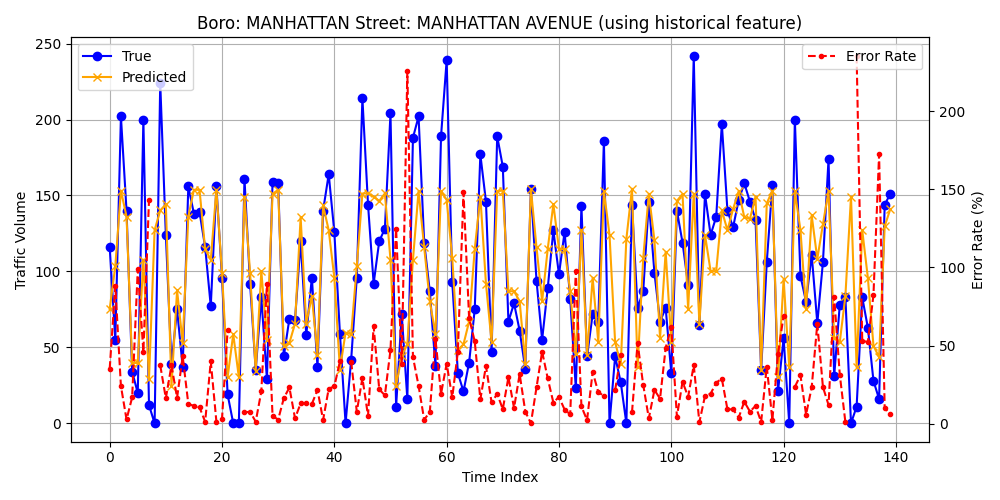 Boro: MANHATTAN Street: MANHATTAN AVENUE (using historical feature)
True
Predicted
Error Rate
250
200
150
100
50
0
Traffic Volume
200
150
100
50
0
Error Rate (%)
0 20 40 60 80 100 120 140
Time Index